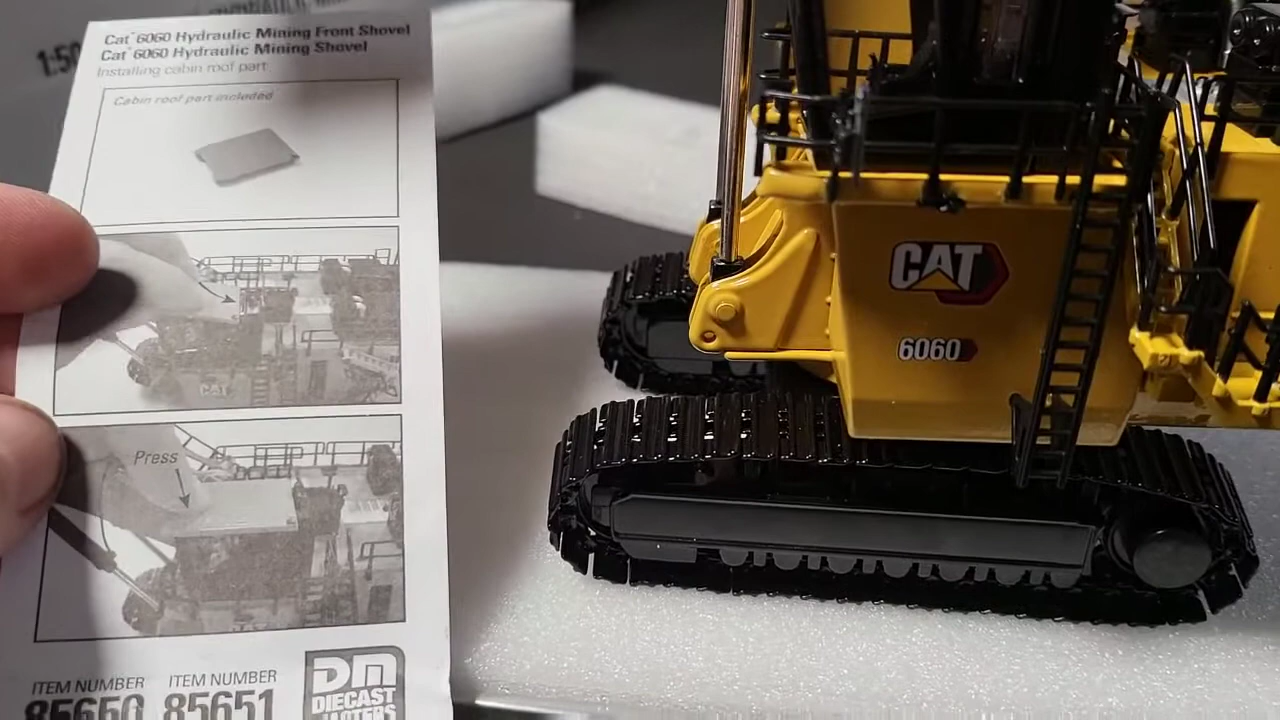 1:50
Cat® 6060 Hydraulic Mining Front Shovel
Cat® 6060 Hydraulic Mining Shovel
Installing cabin roof part
Cabin roof part included
CAT
Press
ITEM NUMBER ITEM NUMBER
85650 85651
DM
DIECAST
MASTERS
CAT
6060